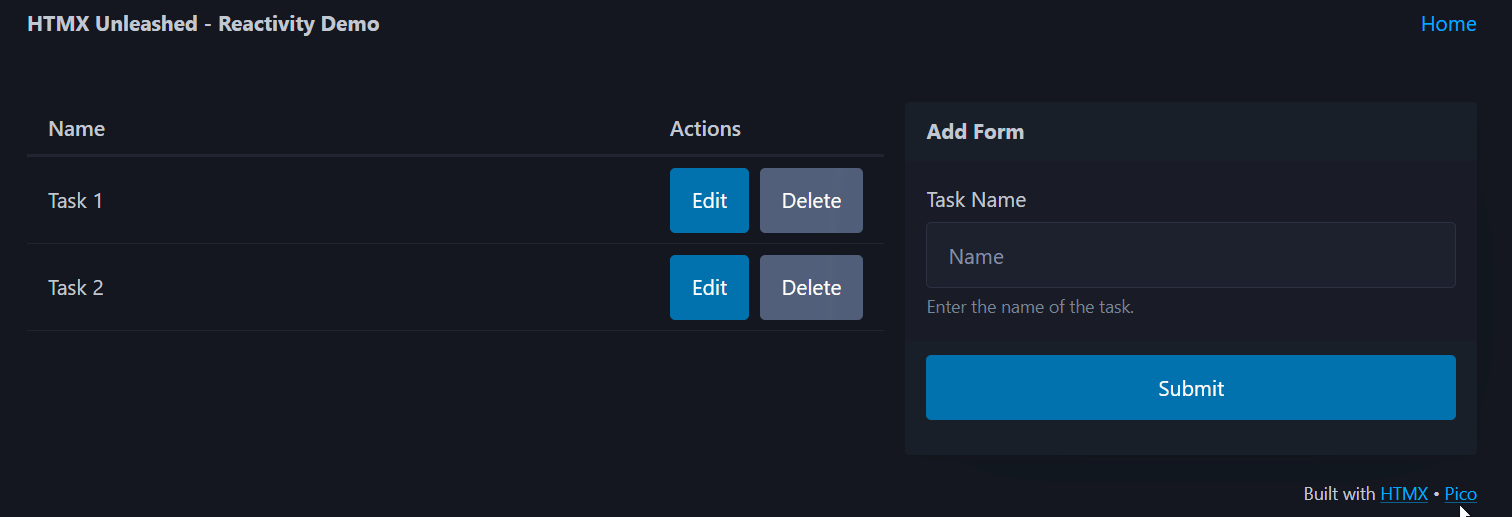 HTMX Unleashed - Reactivity Demo
Home
Name Actions
Task 1 Edit Delete
Task 2 Edit Delete
Add Form
Task Name
Name
Enter the name of the task.
Submit
Built with HTMX • Pico